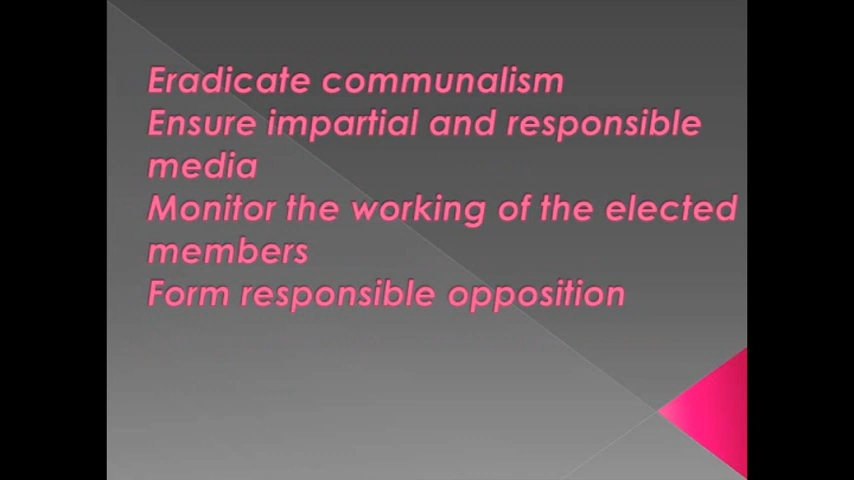 Eradicate communalism
Ensure impartial and responsible
media
Monitor the working of the elected
members
Form responsible opposition